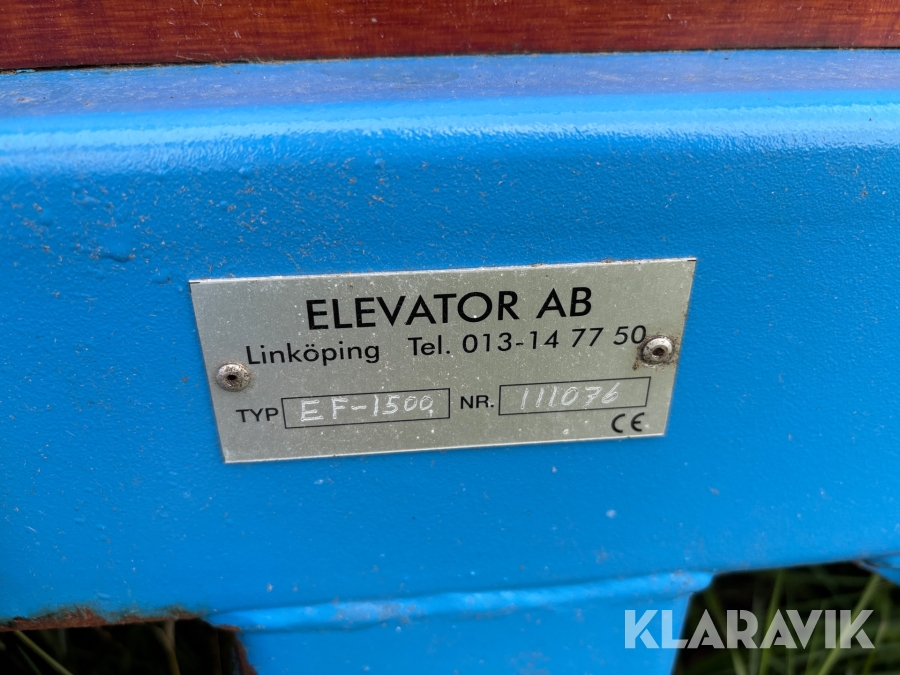 ELEVATOR AB
Linköping Tel. 013-14 77 50
TYP EF-1500 NR. 111076
CE
KLARAVIK